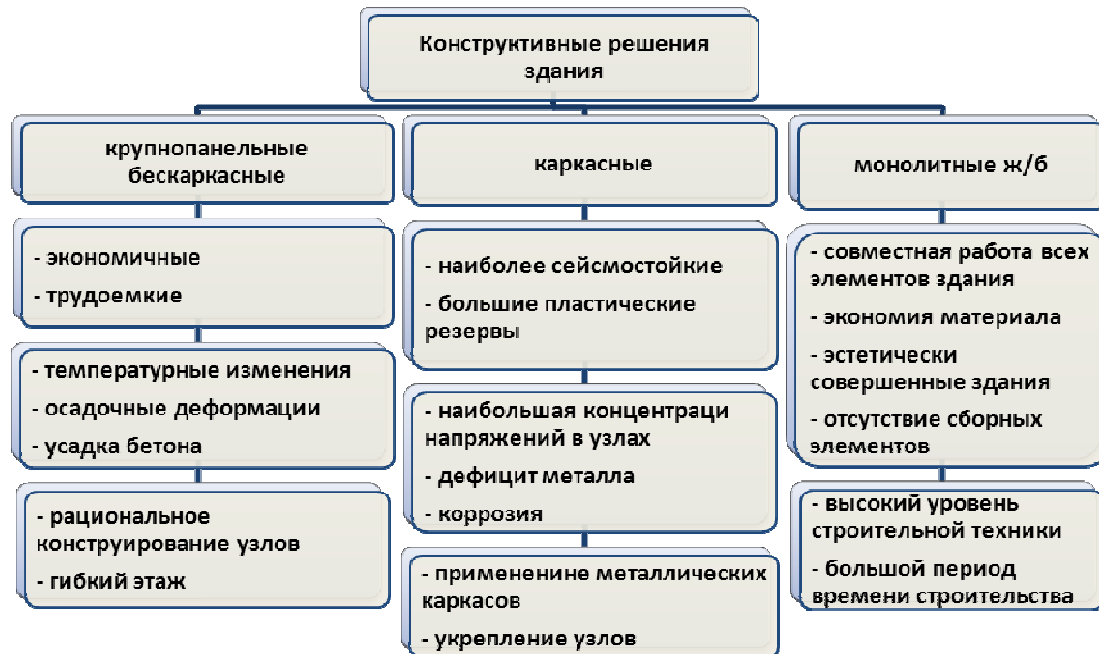 Конструктивные решения
здания
крупнопанельные
бескаркасные
- экономичные
- трудоемкие
- температурные изменения
- осадочные деформации
- усадка бетона
- рациональное
конструирование узлов
- гибкий этаж
каркасные
- наиболее сейсмостойкие
- большие пластические
резервы
- наибольшая концентраци
напряжений в узлах
- дефицит металла
- коррозия
- примененине металлических
каркасов
- укрепление узлов
монолитные ж/б
- совместная работа всех
элементов здания
- экономия материала
- эстетически
совершенные здания
- отсутствие сборных
элементов
- высокий уровень
строительной техники
- большой период
времени строительства